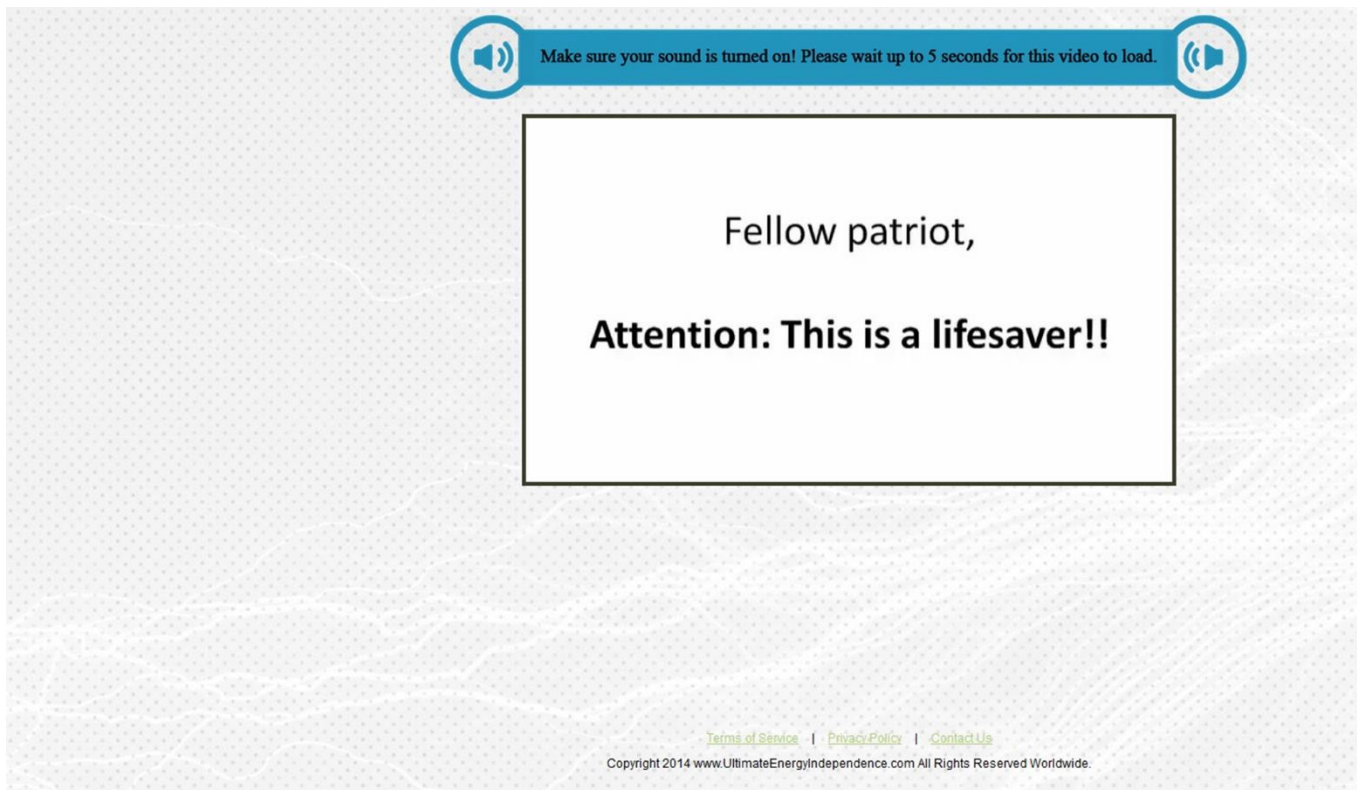 Make sure your sound is turned on! Please wait up to 5 seconds for this video to load.
Fellow patriot,
Attention: This is a lifesaver!!
Terms of Service | Privacy Policy | Contact Us
Copyright 2014 www.UltimateEnergyIndependence.com All Rights Reserved Worldwide.